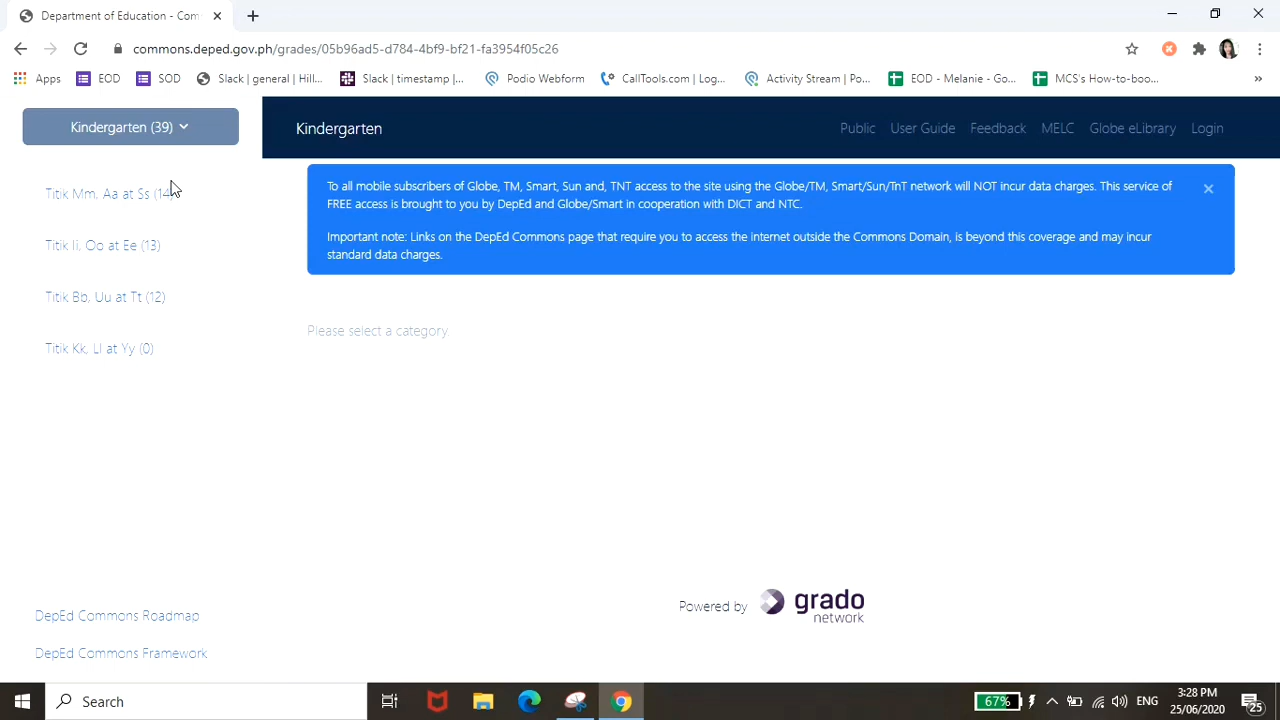 Department of Education - Com
commons.deped.gov.ph/grades/05b96ad5-d784-4bf9-bf21-fa3954f05c26
Apps
EOD
SOD
Slack | general | Hill...
Slack | timestamp |...
Podio Webform
CallTools.com | Log...
Activity Stream | Po...
EOD - Melanie - Go...
MCS's How-to-boo...
»
Kindergarten (39)
Kindergarten
Public
User Guide
Feedback
MELC
Globe eLibrary
Login
Titik Mm. Aa at Ss (14)
Titik Ii, Oo at Ee (13)
Titik Bb, Uu at Tt (12)
Titik Kk, Ll at Yy (0)
To all mobile subscribers of Globe, TM, Smart, Sun and, TNT access to the site using the Globe/TM, Smart/Sun/TnT network will NOT incur data charges. This service of
FREE access is brought to you by DepEd and Globe/Smart in cooperation with DICT and NTC.
Important note: Links on the DepEd Commons page that require you to access the internet outside the Commons Domain, is beyond this coverage and may incur
standard data charges.
Please select a category.
DepEd Commons Roadmap
DepEd Commons Framework
Powered by
grado
network
Search
67%
ENG
3:28 PM
25/06/2020
25